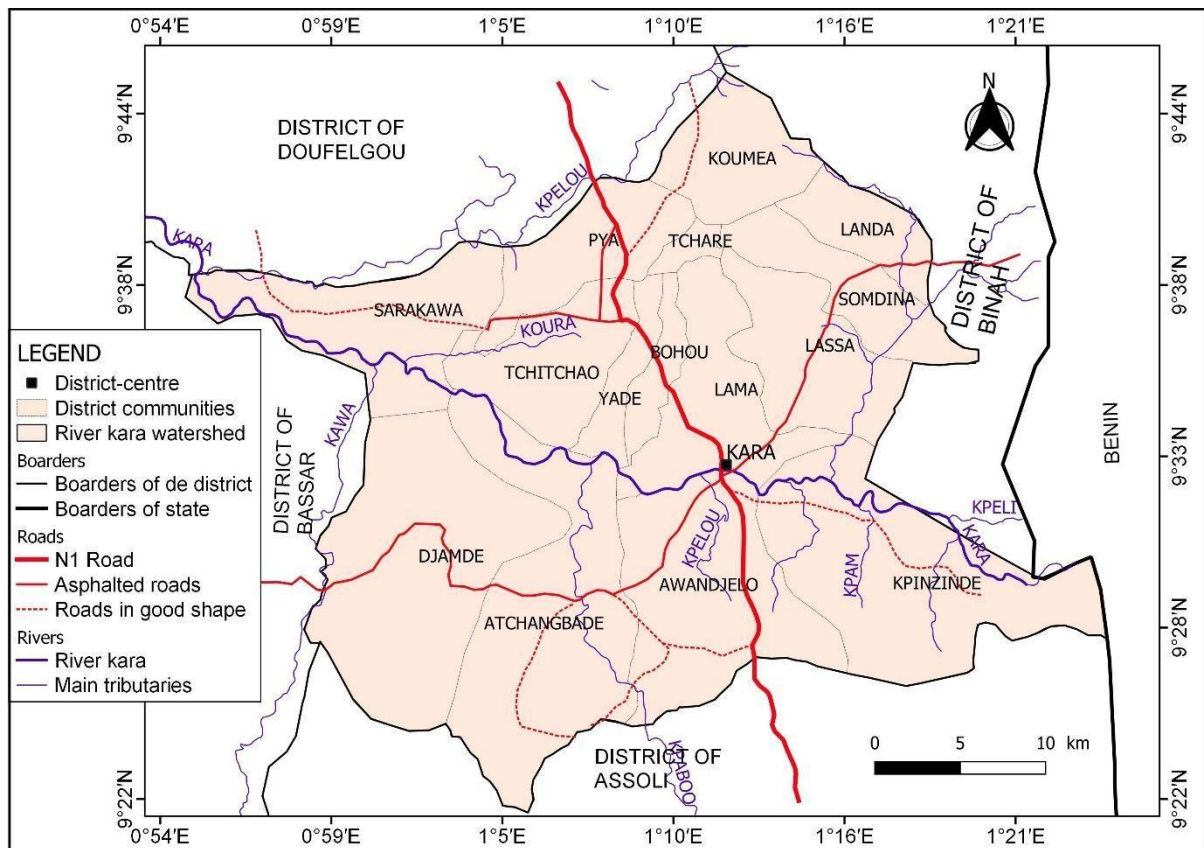 0°54'E
0°59'E
1°5'E
1°10'E
1°16'E
1°21'E
9°44'N
9°44'N
N
DISTRICT OF
DOUFELGOU
KOUMEA
KPELOU
KARA
PYA
TCHARE
LANDA
DISTRICT OF
BINAH
9°38'N
9°38'N
SARAKAWA
SOMDINA
KOURA
LASSA
BOHOU
TCHITCHAO
YADE
LAMA
LEGEND
District-centre
District communities
River kara watershed
Boarders
Boarders of de district
Boarders of state
Roads
N1 Road
Asphalted roads
Roads in good shape
Rivers
River kara
Main tributaries
KAWA
DISTRICT OF
BASSAR
BENIN
KARA
9°33'N
KPELI
KARA
KPELOU
KPAM
DJAMDE
AWANDJELO
KPINZINDE
ATCHANGBADE
9°28'N
DISTRICT OF
ASSOLI
KPABOO
0 5 10 km
9°22'N
9°22'N
0°54'E
0°59'E
1°5'E
1°10'E
1°16'E
1°21'E